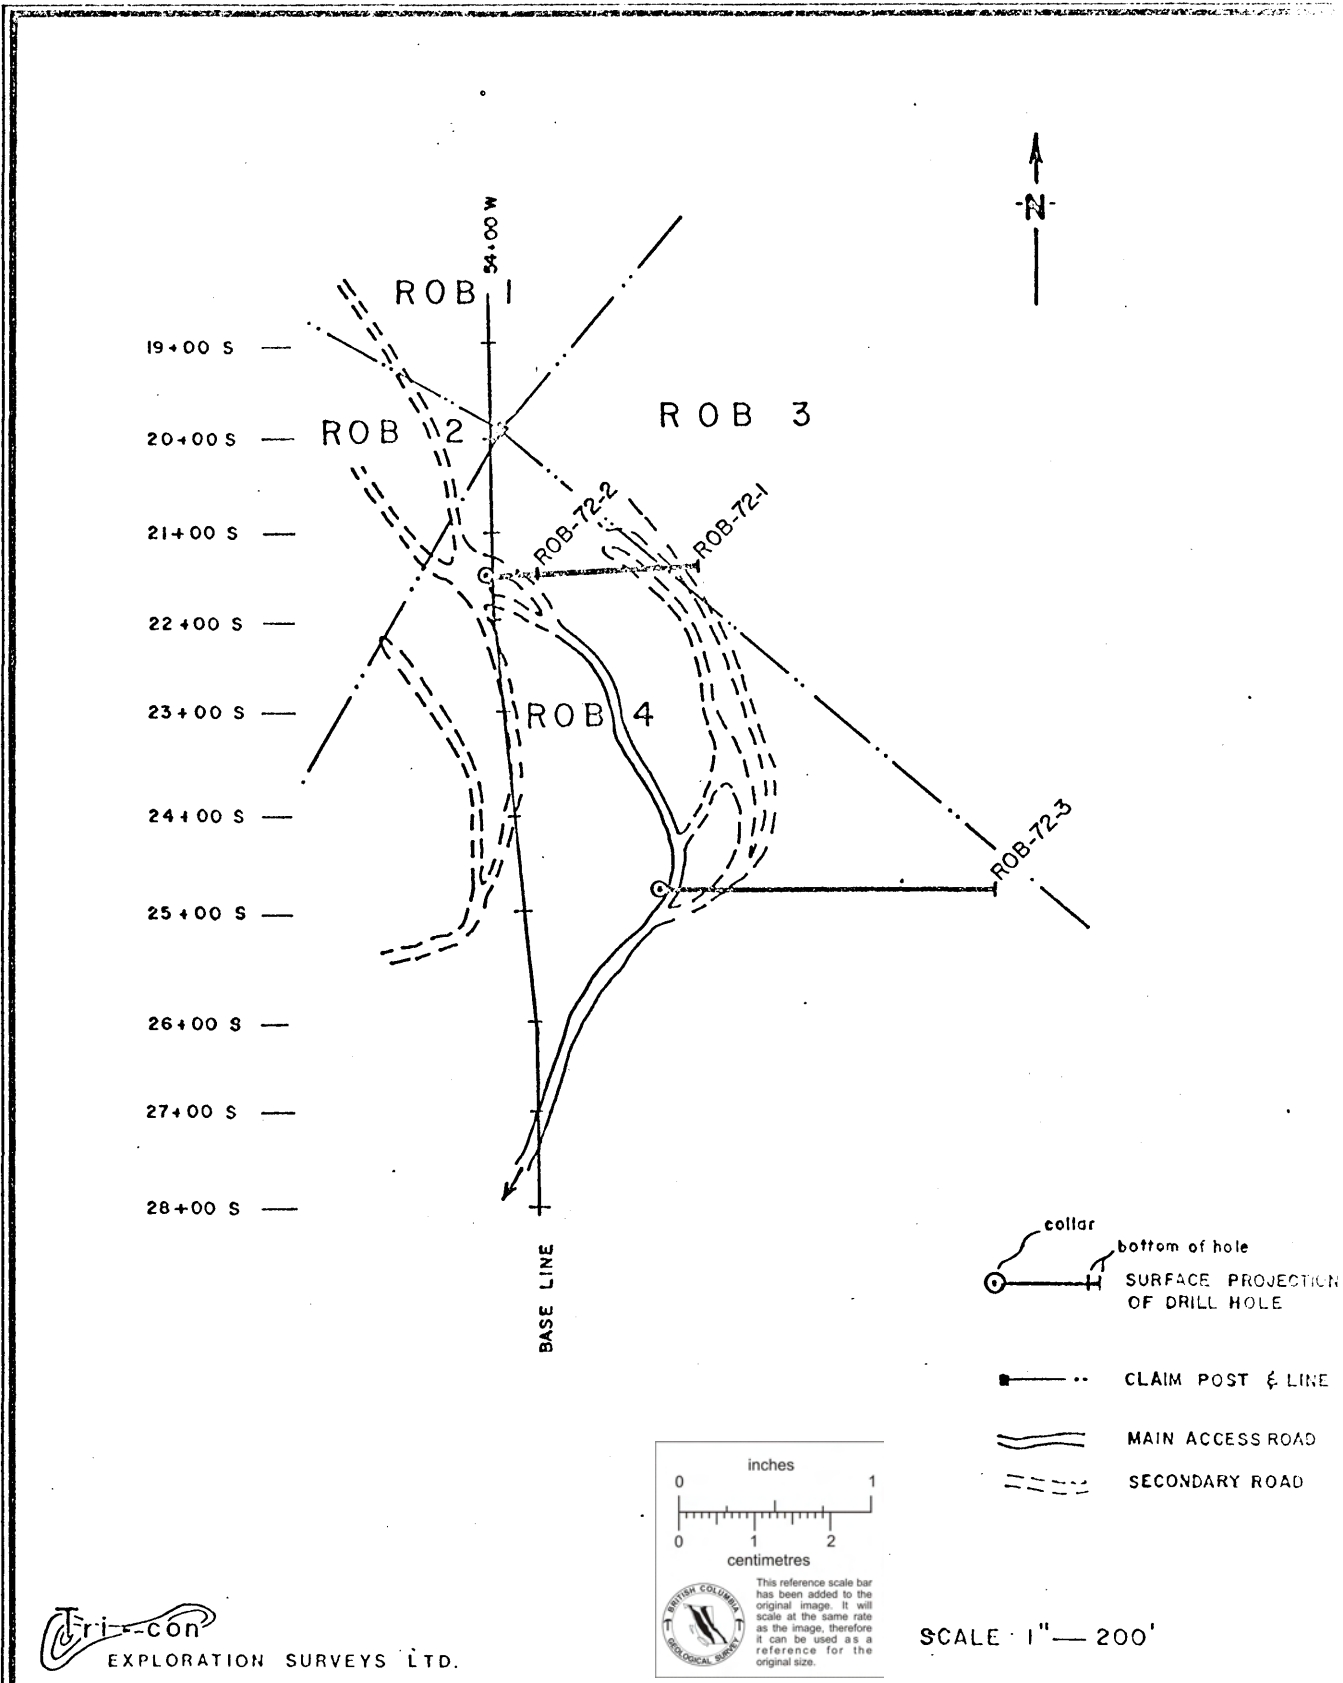 54+00 W
N
ROB 1
19+00 S
ROB 3
20+00 S
ROB 2
ROB-72-2
ROB-72-1
21+00 S
22+00 S
23+00 S
ROB 4
24+00 S
ROB-72-3
25+00 S
26+00 S
27+00 S
28+00 S
BASE LINE
collar
bottom of hole
SURFACE PROJECTION
OF DRILL HOLE
CLAIM POST & LINE
MAIN ACCESS ROAD
SECONDARY ROAD
inches
0 1
0 1 2
centimetres
BRITISH COLUMBIA
GEOLOGICAL SURVEY
This reference scale bar
has been added to the
original image. It will
scale at the same rate
as the image, therefore
it can be used as a
reference for the
original size.
SCALE 1" — 200'
Tri-con
EXPLORATION SURVEYS LTD.